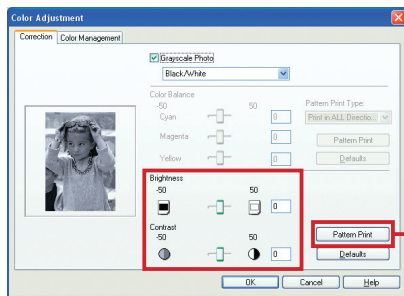 Color Adjustment
Correction Color Management
Grayscale Photo
Black/White
Color Balance
-50 50
Cyan 0
Magenta 0
Yellow 0
Pattern Print Type:
Print in ALL Directio...
Pattern Print
Defaults
Brightness
-50 50
0
Contrast
-50 50
0
Pattern Print
Defaults
OK Cancel Help